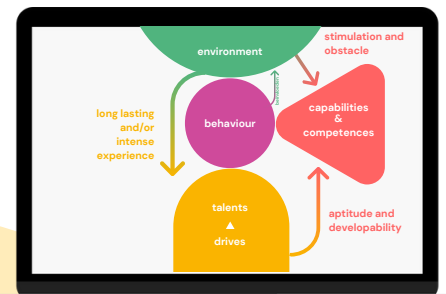 environment
stimulation and
obstacle
long lasting
and/or
intense
experience
behaviour
capabilities
&
competences
talents
drives
aptitude and
developability